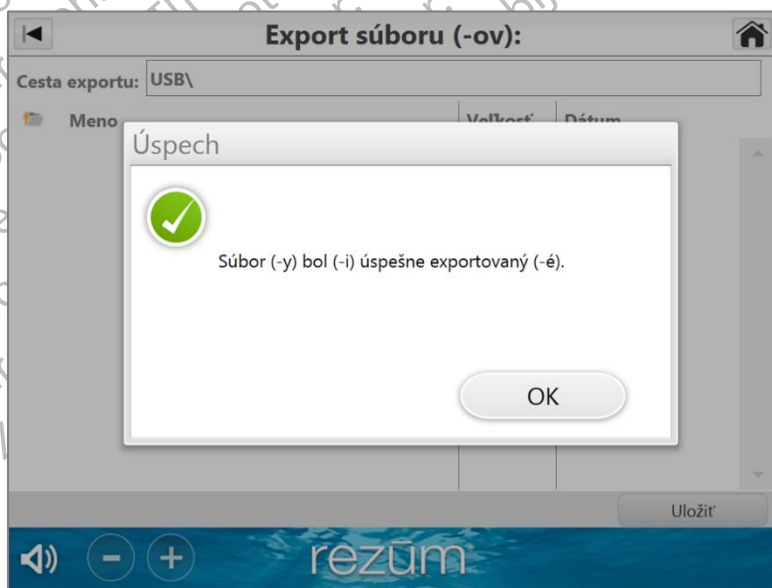 Export súboru (-ov):
Cesta exportu: USB\
Meno Veľkosť Dátum
Úspech
Súbor (-y) bol (-i) úspešne exportovaný (-é).
OK
Uložiť
rezūm